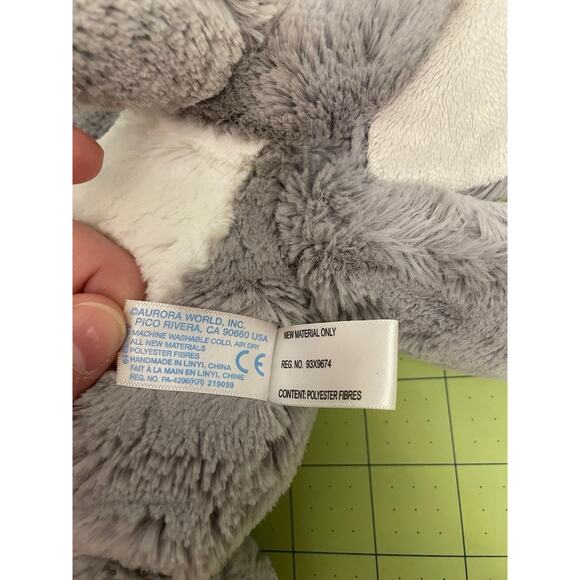 ©AURORA WORLD, INC.
PICO RIVERA, CA 90660 USA
MACHINE WASHABLE COLD, AIR DRY
ALL NEW MATERIALS
POLYESTER FIBRES
HANDMADE IN LINYI, CHINA
FAIT À LA MAIN EN LINYI, CHINE
REG. NO. PA-4296(KR) 219059
CE
NEW MATERIAL ONLY
REG. NO. 93X9674
CONTENT: POLYESTER FIBRES